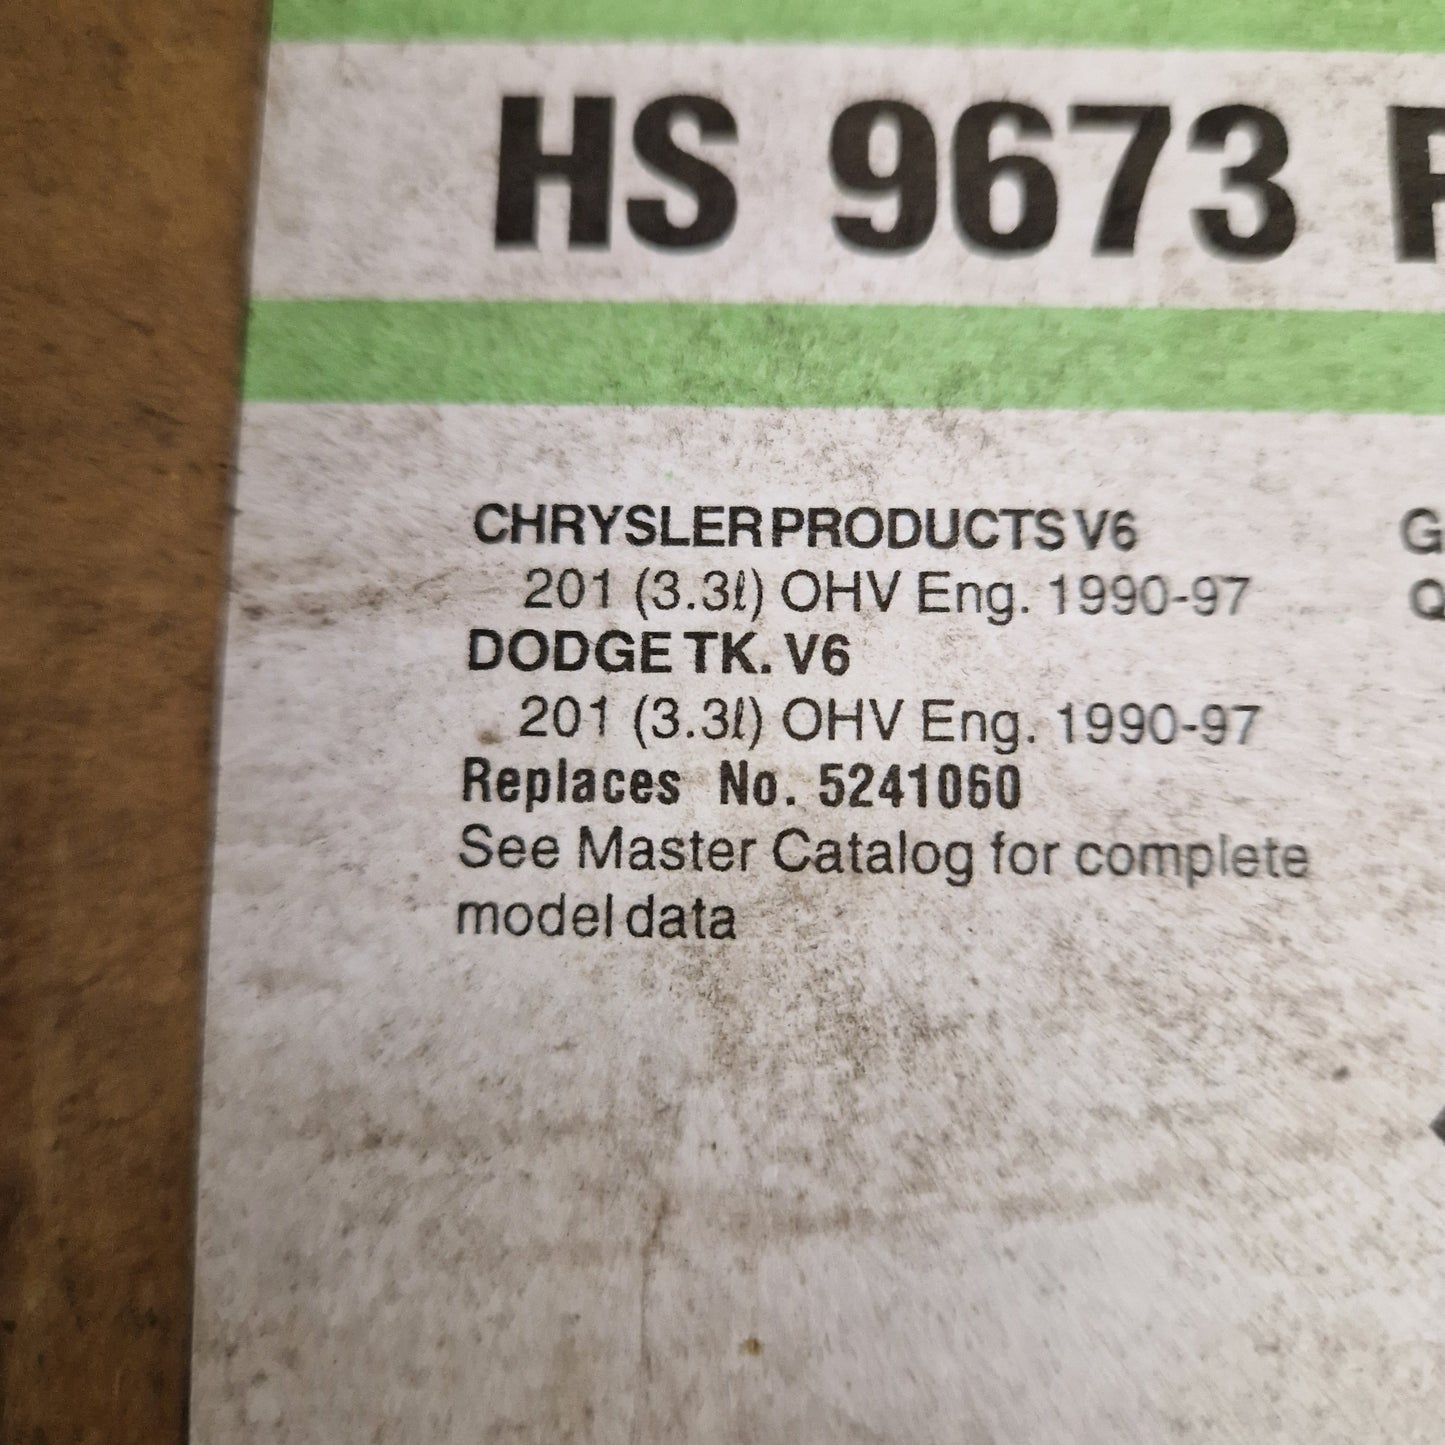 HS 9673 P
CHRYSLER PRODUCTS V6
201 (3.3ℓ) OHV Eng. 1990-97
DODGE TK. V6
201 (3.3ℓ) OHV Eng. 1990-97
Replaces No. 5241060
See Master Catalog for complete
model data